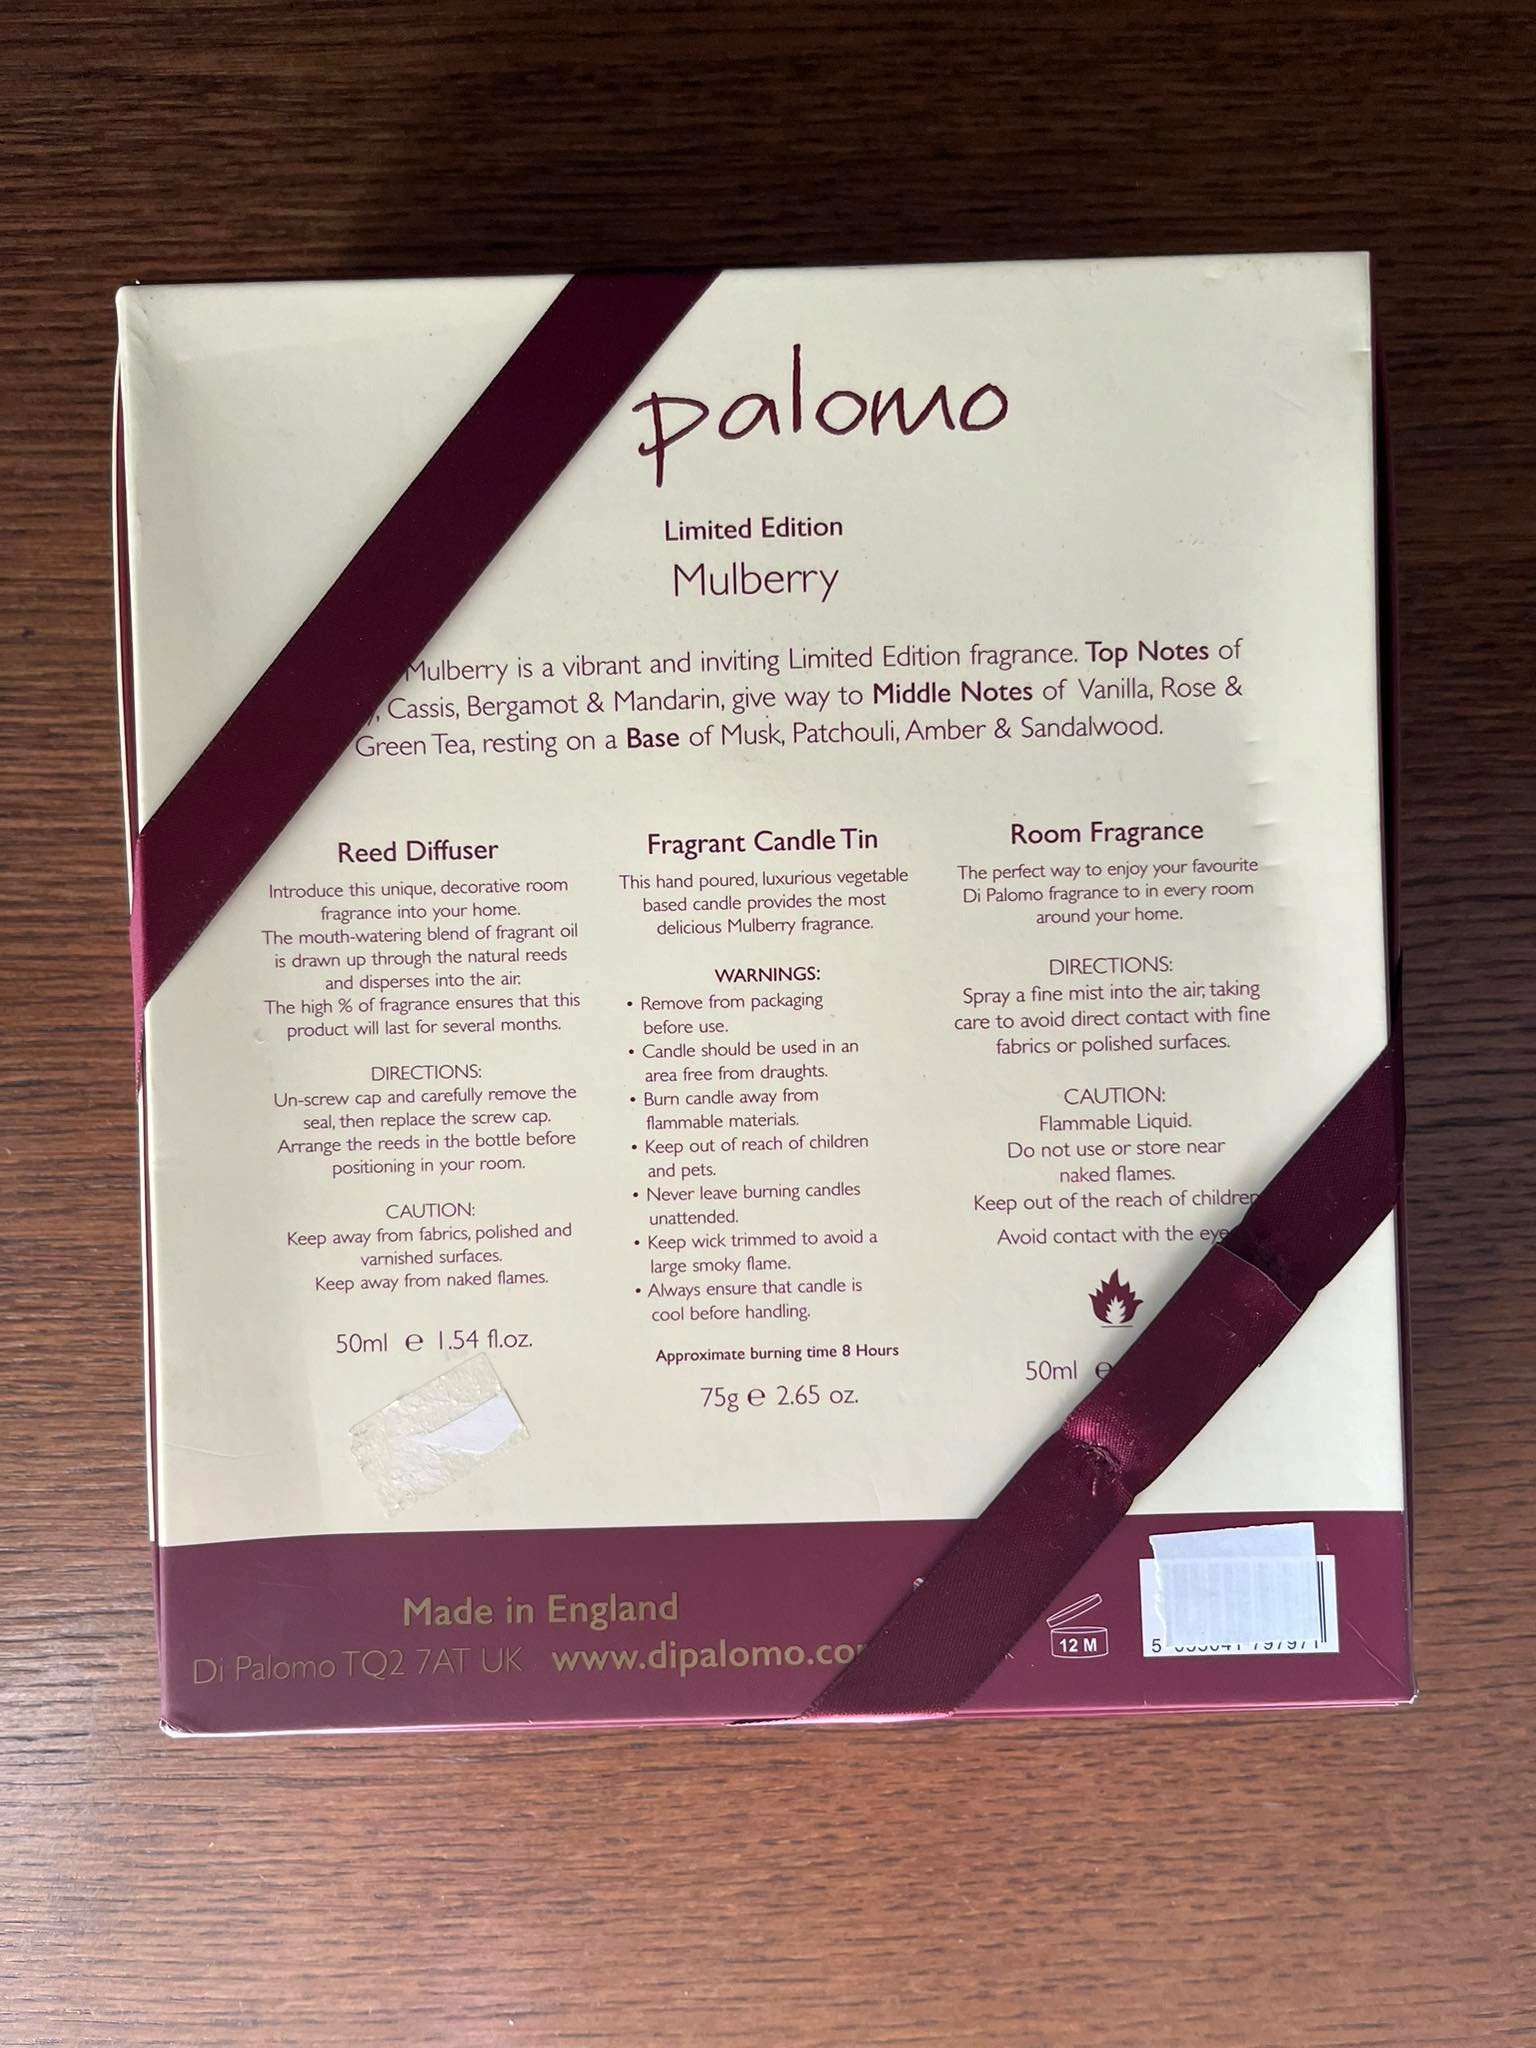 palomo
Limited Edition
Mulberry
Mulberry is a vibrant and inviting Limited Edition fragrance. Top Notes of
, Cassis, Bergamot & Mandarin, give way to Middle Notes of Vanilla, Rose &
Green Tea, resting on a Base of Musk, Patchouli, Amber & Sandalwood.
Reed Diffuser
Introduce this unique, decorative room
fragrance into your home.
The mouth-watering blend of fragrant oil
is drawn up through the natural reeds
and disperses into the air.
The high % of fragrance ensures that this
product will last for several months.
DIRECTIONS:
Un-screw cap and carefully remove the
seal, then replace the screw cap.
Arrange the reeds in the bottle before
positioning in your room.
CAUTION:
Keep away from fabrics, polished and
varnished surfaces.
Keep away from naked flames.
50ml e 1.54 fl.oz.
Fragrant Candle Tin
This hand poured, luxurious vegetable
based candle provides the most
delicious Mulberry fragrance.
WARNINGS:
• Remove from packaging
before use.
• Candle should be used in an
area free from draughts.
• Burn candle away from
flammable materials.
• Keep out of reach of children
and pets.
• Never leave burning candles
unattended.
• Keep wick trimmed to avoid a
large smoky flame.
• Always ensure that candle is
cool before handling.
Approximate burning time 8 Hours
75g e 2.65 oz.
Room Fragrance
The perfect way to enjoy your favourite
Di Palomo fragrance to in every room
around your home.
DIRECTIONS:
Spray a fine mist into the air, taking
care to avoid direct contact with fine
fabrics or polished surfaces.
CAUTION:
Flammable Liquid.
Do not use or store near
naked flames.
Keep out of the reach of children
Avoid contact with the eye
50ml e
Made in England
Di Palomo TQ2 7AT UK www.dipalomo.co
12 M